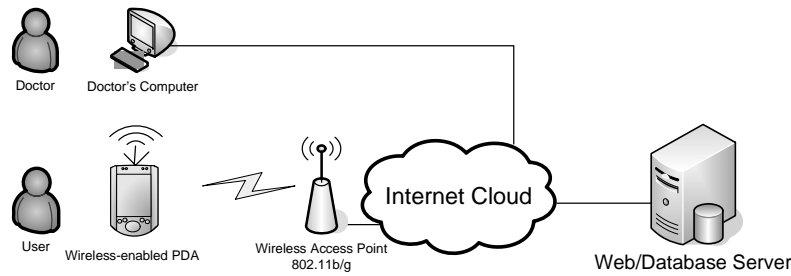 Doctor
Doctor's Computer
Internet Cloud
User
Wireless-enabled PDA
Wireless Access Point
802.11b/g
Web/Database Server